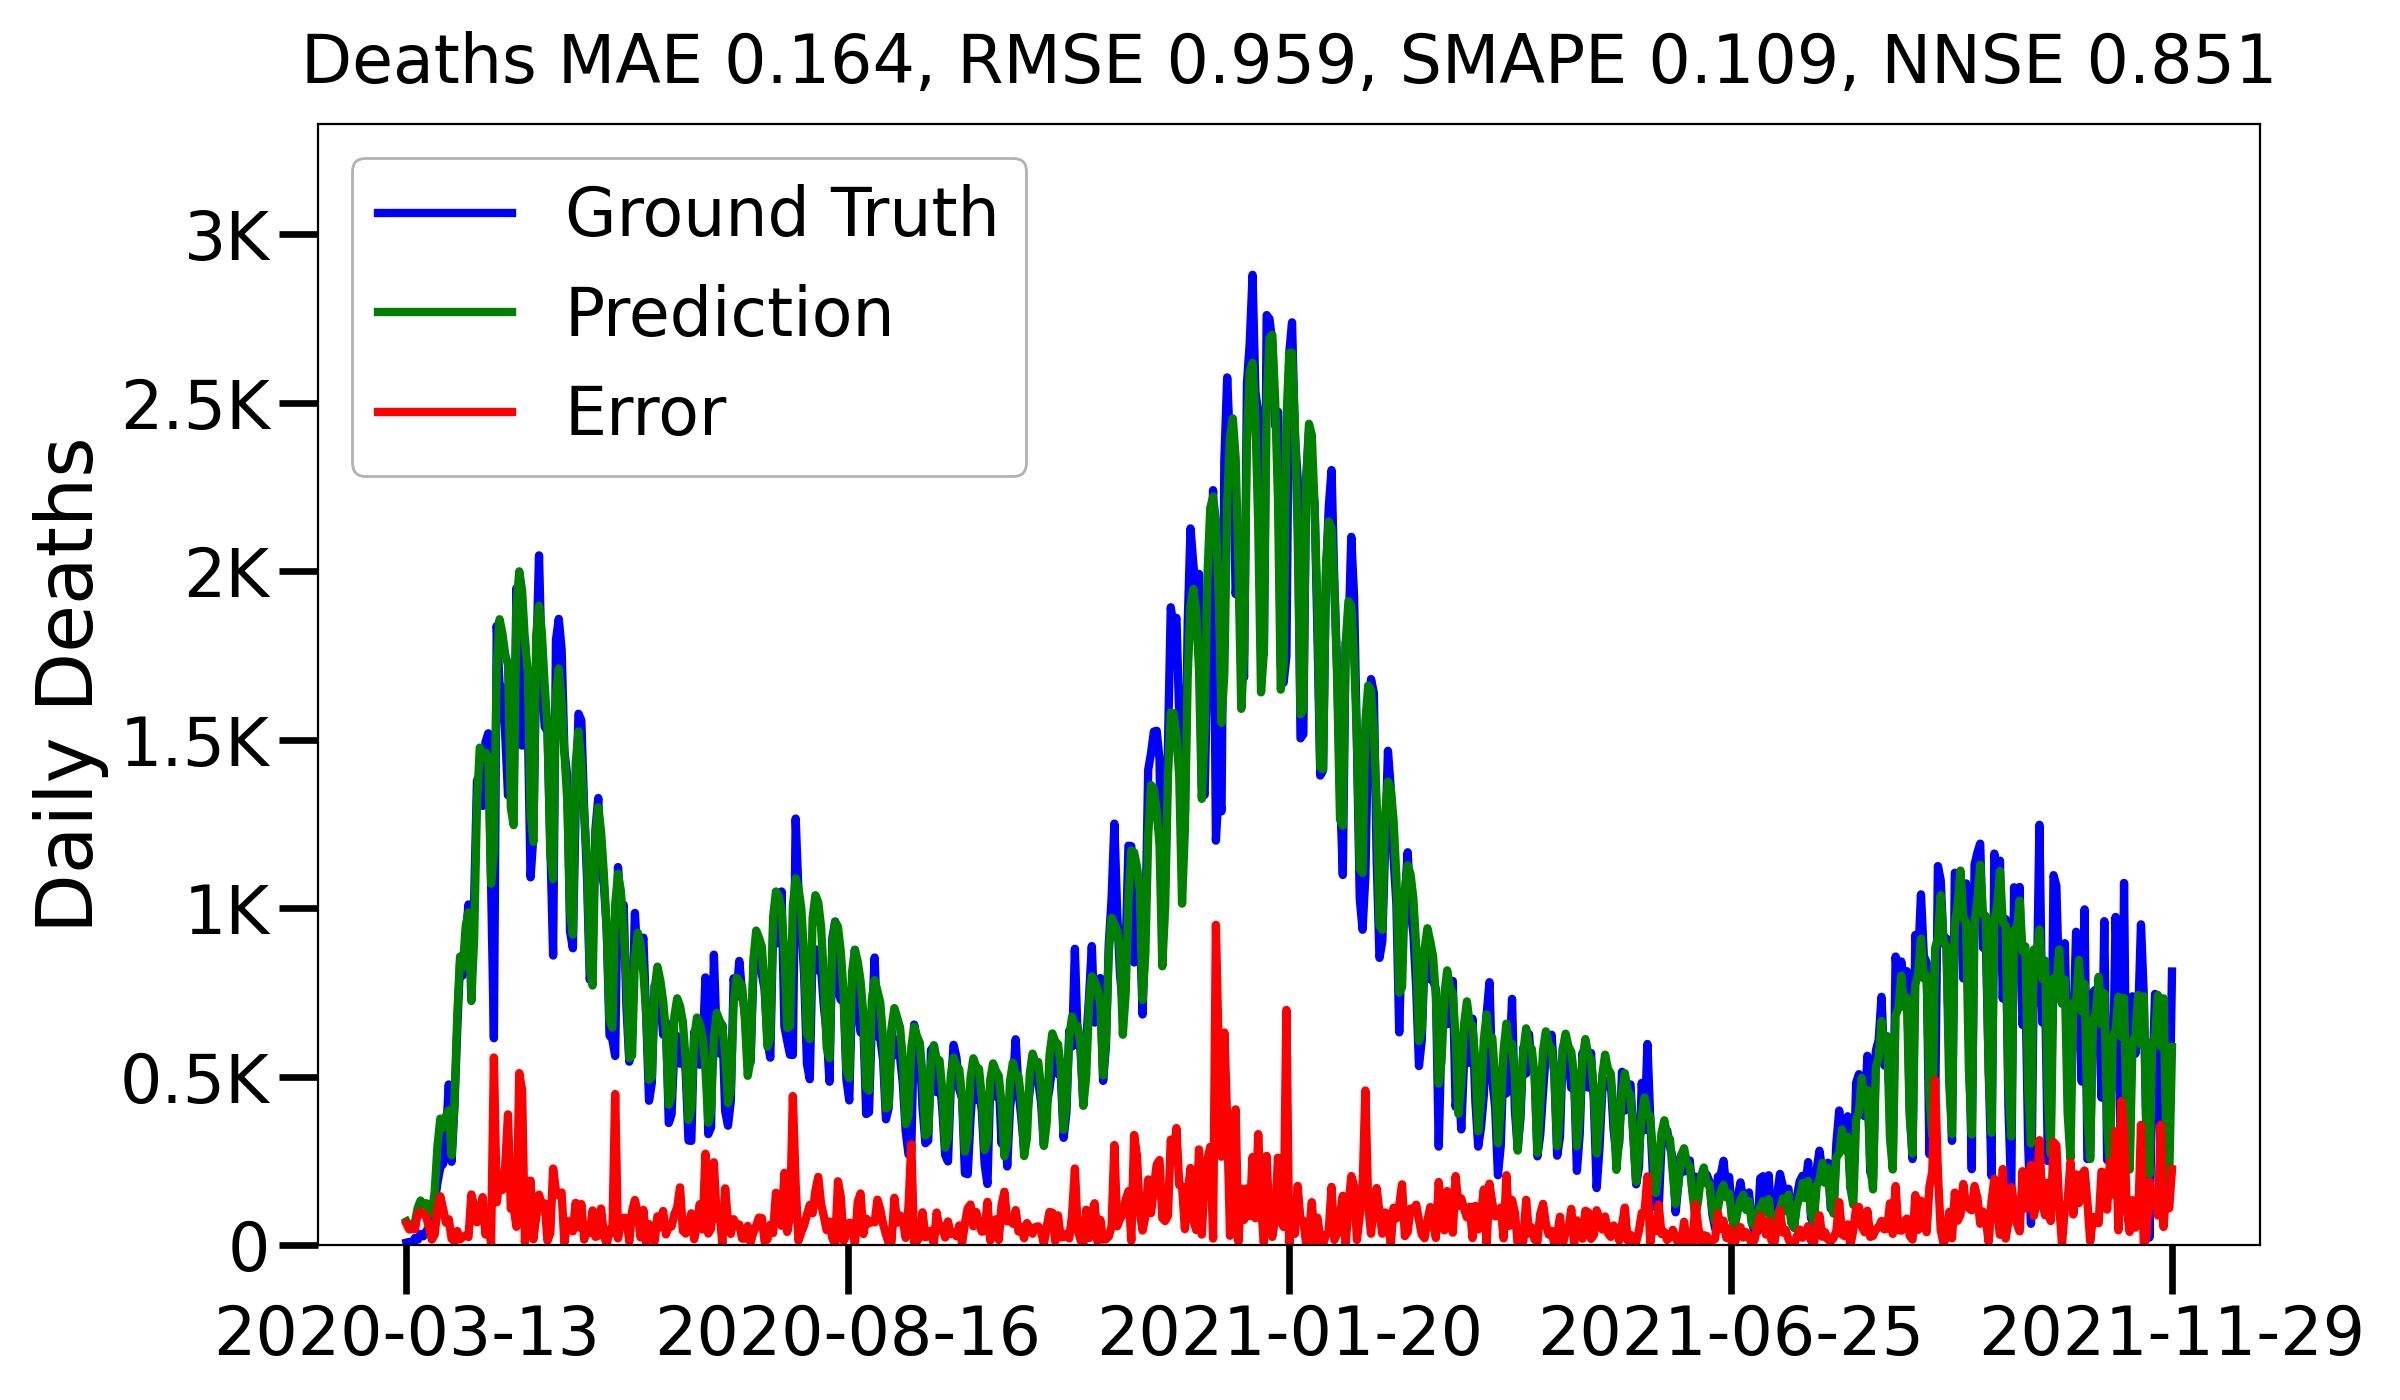 Deaths MAE 0.164, RMSE 0.959, SMAPE 0.109, NNSE 0.851
Ground Truth
Prediction
Error
Daily Deaths
3K
2.5K
2K
1.5K
1K
0.5K
0
2020-03-13 2020-08-16 2021-01-20 2021-06-25 2021-11-29